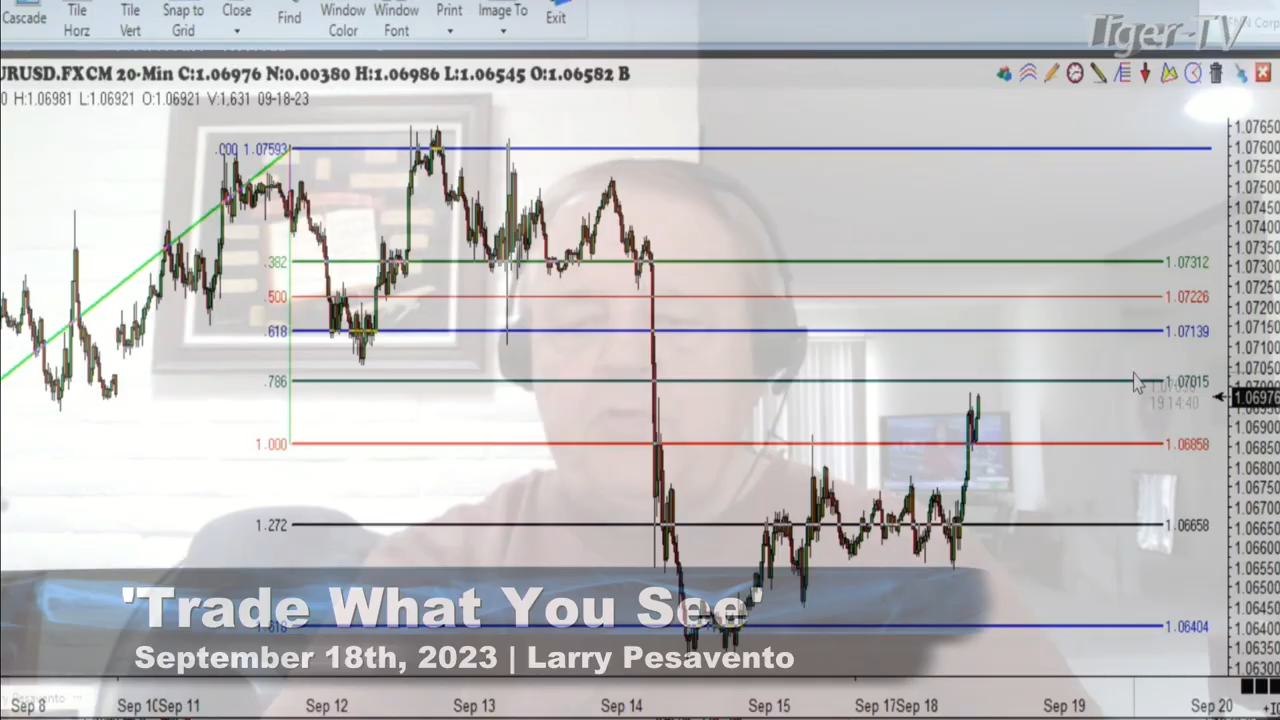 Cascade
Tile Horz
Tile Vert
Snap to Grid
Close
Find
Window Color
Window Font
Print
Image To
Exit
Tiger-TV
Corp
URUSD.FXCM 20-Min C:1.06976 N:0.00380 H:1.06986 L:1.06545 O:1.06582 B
0 H:1.06981 L:1.06921 O:1.06921 V:1,631 09-18-23
.000 1.07593
.382 1.07312
.500 1.07226
.618 1.07139
.786 1.07015
1.000 1.06858
1.272 1.06658
1.618 1.06404
1.07650
1.07600
1.07550
1.07500
1.07450
1.07400
1.07350
1.07300
1.07250
1.07200
1.07150
1.07100
1.07050
1.06976
19:14:40
1.06900
1.06850
1.06800
1.06750
1.06700
1.06650
1.06600
1.06550
1.06500
1.06450
1.06400
1.06350
1.06300
'Trade What You See'
September 18th, 2023 | Larry Pesavento
Sep 8
Sep 11
Sep 12
Sep 13
Sep 14
Sep 15
Sep 17
Sep 18
Sep 19
Sep 20